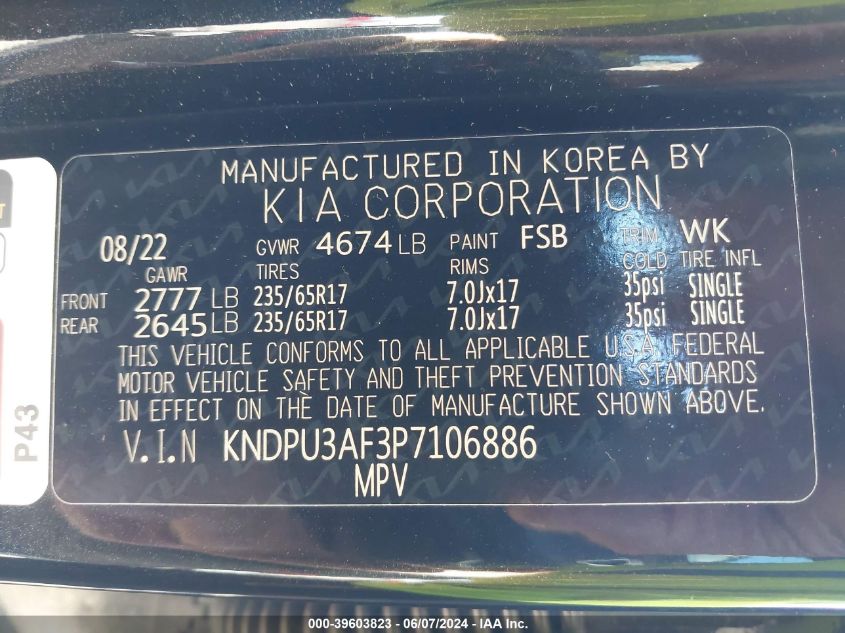 MANUFACTURED IN KOREA BY
KIA CORPORATION
08/22 GVWR 4674 LB PAINT FSB TRIM WK
GAWR TIRES RIMS COLD TIRE INFL
FRONT 2777 LB 235/65R17 7.0Jx17 35psi SINGLE
REAR 2645 LB 235/65R17 7.0Jx17 35psi SINGLE
THIS VEHICLE CONFORMS TO ALL APPLICABLE U.S.A. FEDERAL
MOTOR VEHICLE SAFETY AND THEFT PREVENTION STANDARDS
IN EFFECT ON THE DATE OF MANUFACTURE SHOWN ABOVE.
V.I.N KNDPU3AF3P7106886
MPV
P43
000-39603823 - 06/07/2024 - IAA Inc.